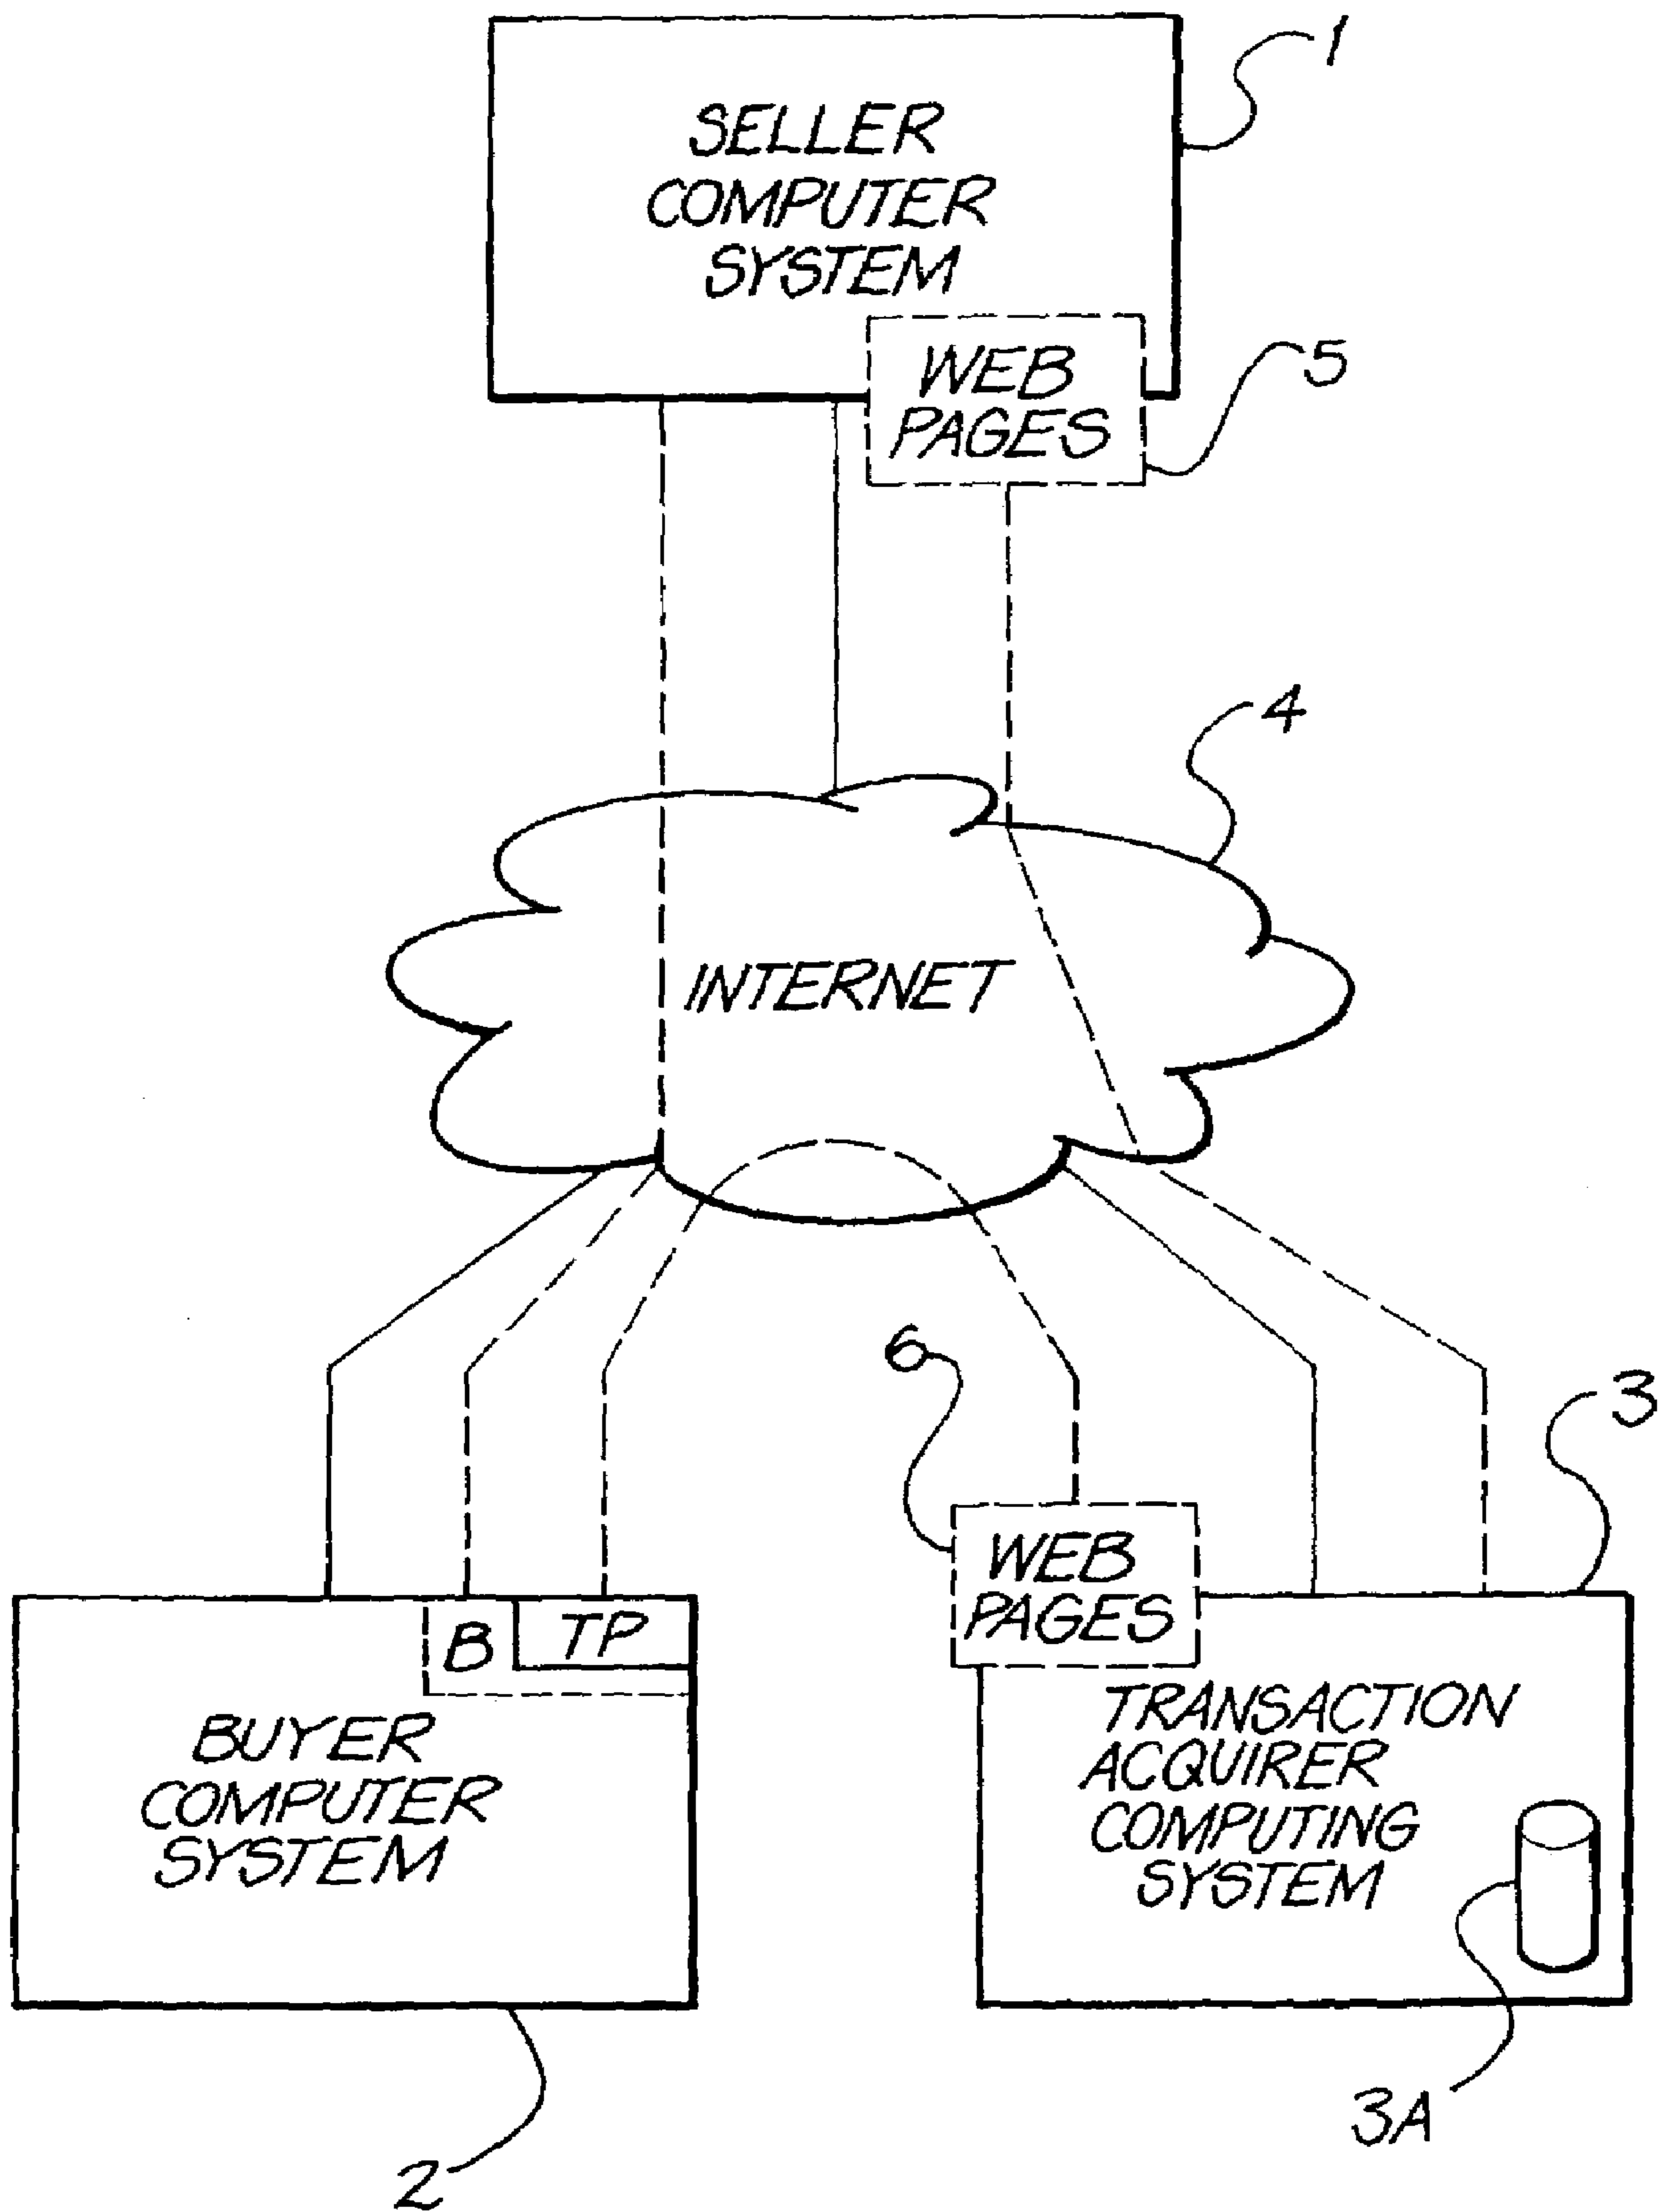 1
SELLER
COMPUTER
SYSTEM
WEB
PAGES
5
4
INTERNET
6
3
WEB
PAGES
B
TP
BUYER
COMPUTER
SYSTEM
TRANSACTION
ACQUIRER
COMPUTING
SYSTEM
3A
2